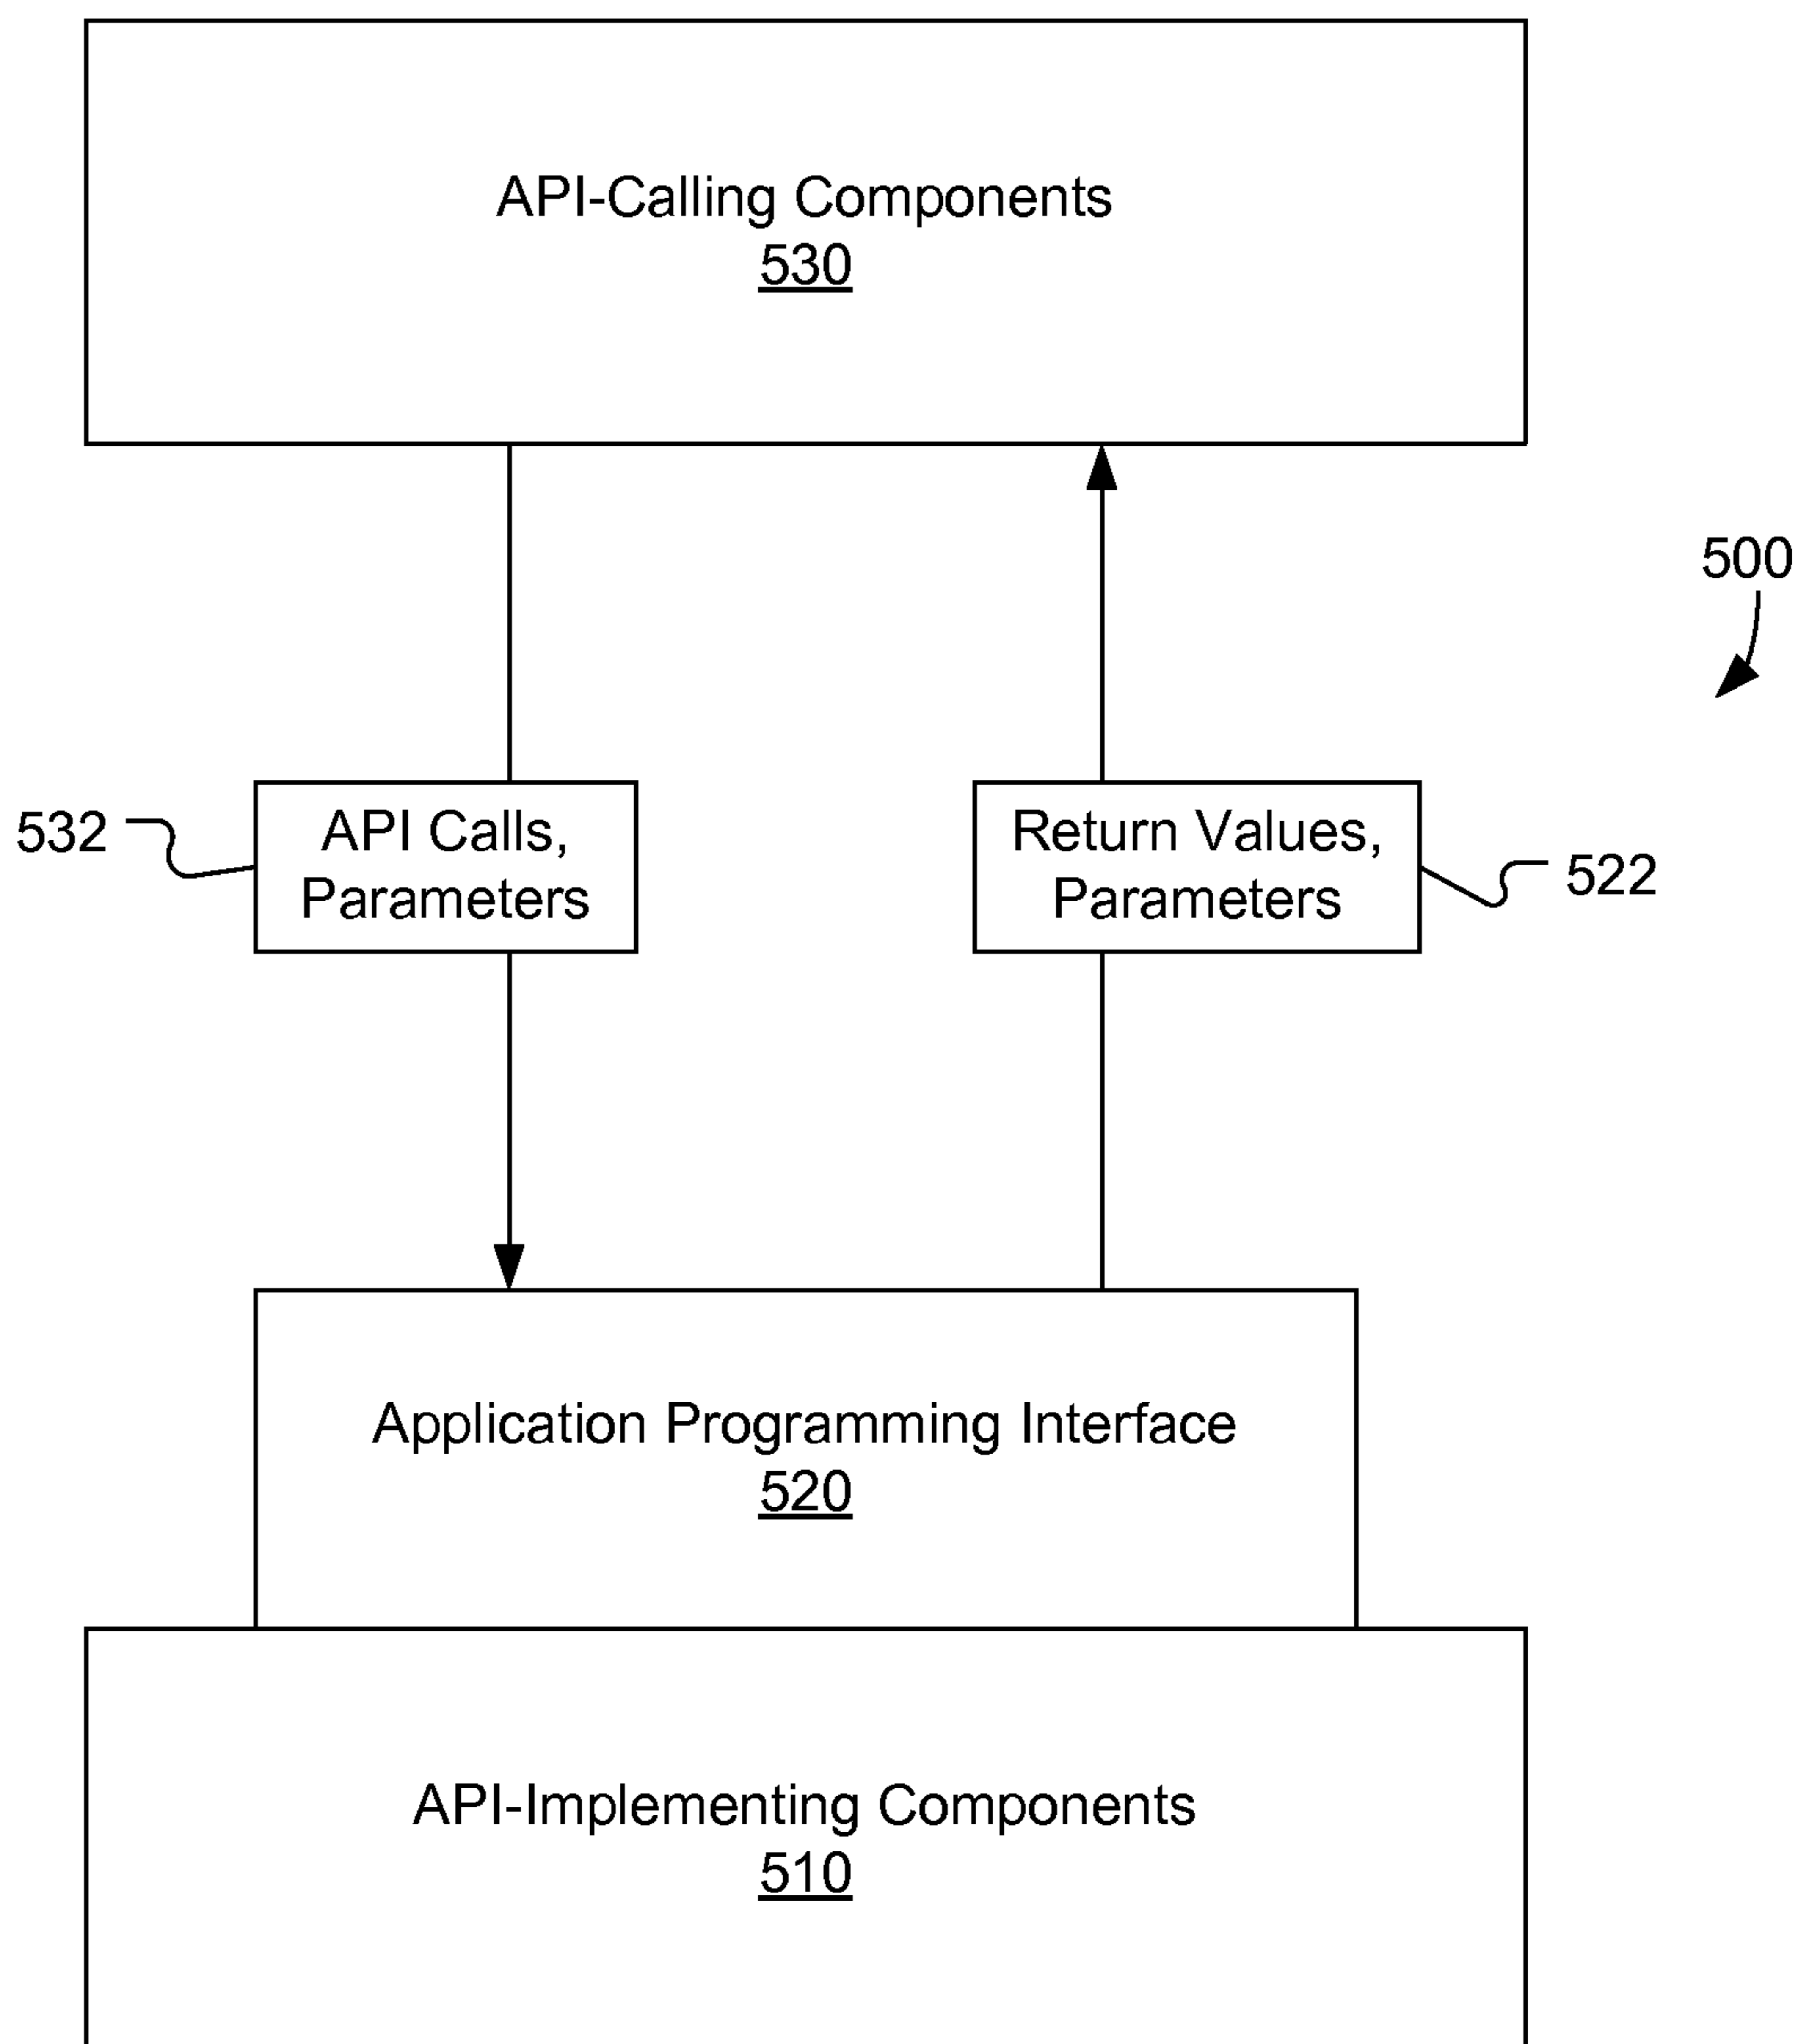 API-Calling Components
530
500
532
API Calls,
Parameters
Return Values,
Parameters
522
Application Programming Interface
520
API-Implementing Components
510